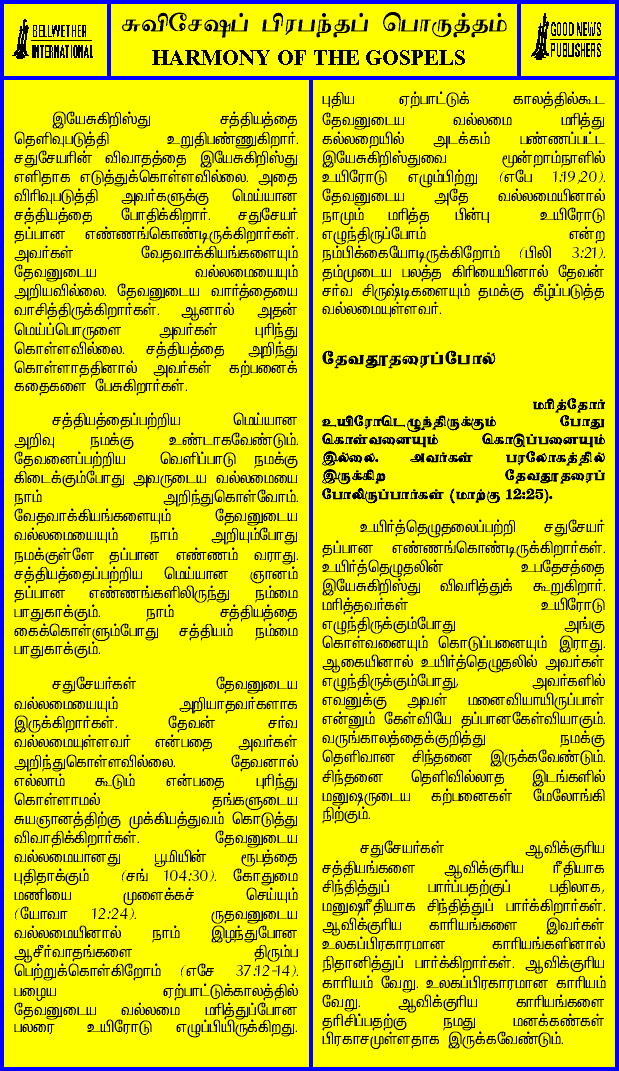 BELLWETHER
INTERNATIONAL
சுவிசேஷப் பிரபந்தப் பொருத்தம்
HARMONY OF THE GOSPELS
GOOD NEWS
PUBLISHERS
இயேசுகிறிஸ்து சத்தியத்தை
தெளிவுபடுத்தி உறுதிபண்ணுகிறார்.
சதுசேயரின் விவாதத்தை இயேசுகிறிஸ்து
எளிதாக எடுத்துக்கொள்ளவில்லை. அதை
விரிவுபடுத்தி அவர்களுக்கு மெய்யான
சத்தியத்தை போதிக்கிறார். சதுசேயர்
தப்பான எண்ணங்கொண்டிருக்கிறார்கள்.
அவர்கள் வேதவாக்கியங்களையும்
தேவனுடைய வல்லமையையும்
அறியவில்லை. தேவனுடைய வார்த்தையை
வாசித்திருக்கிறார்கள். ஆனால் அதன்
மெய்ப்பொருளை அவர்கள் புரிந்து
கொள்ளவில்லை. சத்தியத்தை அறிந்து
கொள்ளாததினால் அவர்கள் கற்பனைக்
கதைகளை பேசுகிறார்கள்.
சத்தியத்தைப்பற்றிய மெய்யான
அறிவு நமக்கு உண்டாகவேண்டும்.
தேவனைப்பற்றிய வெளிப்பாடு நமக்கு
கிடைக்கும்போது அவருடைய வல்லமையை
நாம் அறிந்துகொள்வோம்.
வேதவாக்கியங்களையும் தேவனுடைய
வல்லமையையும் நாம் அறியும்போது
நமக்குள்ளே தப்பான எண்ணம் வராது.
சத்தியத்தைப்பற்றிய மெய்யான ஞானம்
தப்பான எண்ணங்களிலிருந்து நம்மை
பாதுகாக்கும். நாம் சத்தியத்தை
கைக்கொள்ளும்போது சத்தியம் நம்மை
பாதுகாக்கும்.
சதுசேயர்கள் தேவனுடைய
வல்லமையையும் அறியாதவர்களாக
இருக்கிறார்கள். தேவன் சர்வ
வல்லமையுள்ளவர் என்பதை அவர்கள்
அறிந்துகொள்ளவில்லை. தேவனால்
எல்லாம் கூடும் என்பதை புரிந்து
கொள்ளாமல் தங்களுடைய
சுயஞானத்திற்கு முக்கியத்துவம் கொடுத்து
விவாதிக்கிறார்கள். தேவனுடைய
வல்லமையானது பூமியின் ரூபத்தை
புதிதாக்கும் (சங் 104:30). கோதுமை
மணியை முளைக்கச் செய்யும்
(யோவா 12:24). ருதவனுடைய
வல்லமையினால் நாம் இழந்துபோன
ஆசீர்வாதங்களை திரும்ப
பெற்றுக்கொள்கிறோம் (எசே 37:12-14).
பழைய ஏற்பாட்டுக்காலத்தில்
தேவனுடைய வல்லமை மரித்துப்போன
பலரை உயிரோடு எழுப்பியிருக்கிறது.
புதிய ஏற்பாட்டுக் காலத்தில்கூட
தேவனுடைய வல்லமை மரித்து
கல்லறையில் அடக்கம் பண்ணப்பட்ட
இயேசுகிறிஸ்துவை மூன்றாம்நாளில்
உயிரோடு எழும்பிற்று (எபே 1:19,20).
தேவனுடைய அதே வல்லமையினால்
நாமும் மரித்த பின்பு உயிரோடு
எழுந்திருப்போம் என்ற
நம்பிக்கையோடிருக்கிறோம் (பிலி 3:21).
தம்முடைய பலத்த கிரியையினால் தேவன்
சர்வ சிருஷ்டிகளையும் தமக்கு கீழ்ப்படுத்த
வல்லமையுள்ளவர்.
தேவதூதரைப்போல்
மரித்தோர்
உயிரோடெழுந்திருக்கும் போது
கொள்வனையும் கொடுப்பனையும்
இல்லை. அவர்கள் பரலோகத்தில்
இருக்கிற தேவதூதரைப்
போலிருப்பார்கள் (மாற்கு 12:25).
உயிர்த்தெழுதலைப்பற்றி சதுசேயர்
தப்பான எண்ணங்கொண்டிருக்கிறார்கள்.
உயிர்த்தெழுதலின் உபதேசத்தை
இயேசுகிறிஸ்து விவரித்துக் கூறுகிறார்.
மரித்தவர்கள் உயிரோடு
எழுந்திருக்கும்போது அங்கு
கொள்வனையும் கொடுப்பனையும் இராது.
ஆகையினால் உயிர்த்தெழுதலில் அவர்கள்
எழுந்திருக்கும்போது, அவர்களில்
எவனுக்கு அவள் மனைவியாயிருப்பாள்
என்னும் கேள்வியே தப்பானகேள்வியாகும்.
வருங்காலத்தைக்குறித்து நமக்கு
தெளிவான சிந்தனை இருக்கவேண்டும்.
சிந்தனை தெளிவில்லாத இடங்களில்
மனுஷருடைய கற்பனைகள் மேலோங்கி
நிற்கும்.
சதுசேயர்கள் ஆவிக்குரிய
சத்தியங்களை ஆவிக்குரிய ரீதியாக
சிந்தித்துப் பார்ப்பதற்குப் பதிலாக,
மனுஷரீதியாக சிந்தித்துப் பார்க்கிறார்கள்.
ஆவிக்குரிய காரியங்களை இவர்கள்
உலகப்பிரகாரமான காரியங்களினால்
நிதானித்துப் பார்க்கிறார்கள். ஆவிக்குரிய
காரியம் வேறு. உலகப்பிரகாரமான காரியம்
வேறு. ஆவிக்குரிய காரியங்களை
தரிசிப்பதற்கு நமது மனக்கண்கள்
பிரகாசமுள்ளதாக இருக்கவேண்டும்.